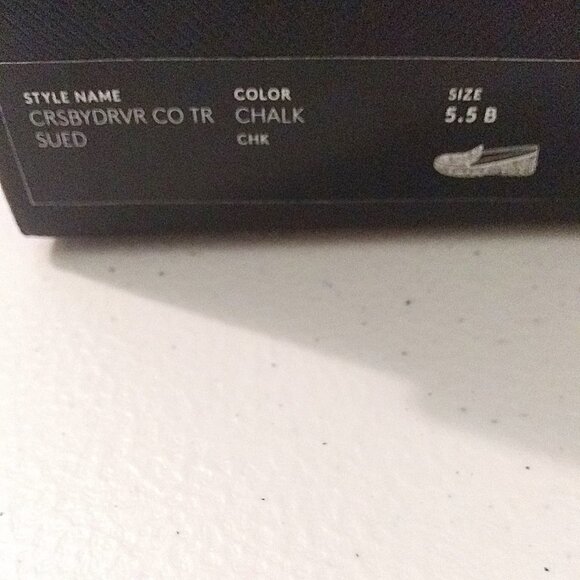 STYLE NAME
CRSBYDRVR CO TR
SUED
COLOR
CHALK
CHK
SIZE
5.5 B